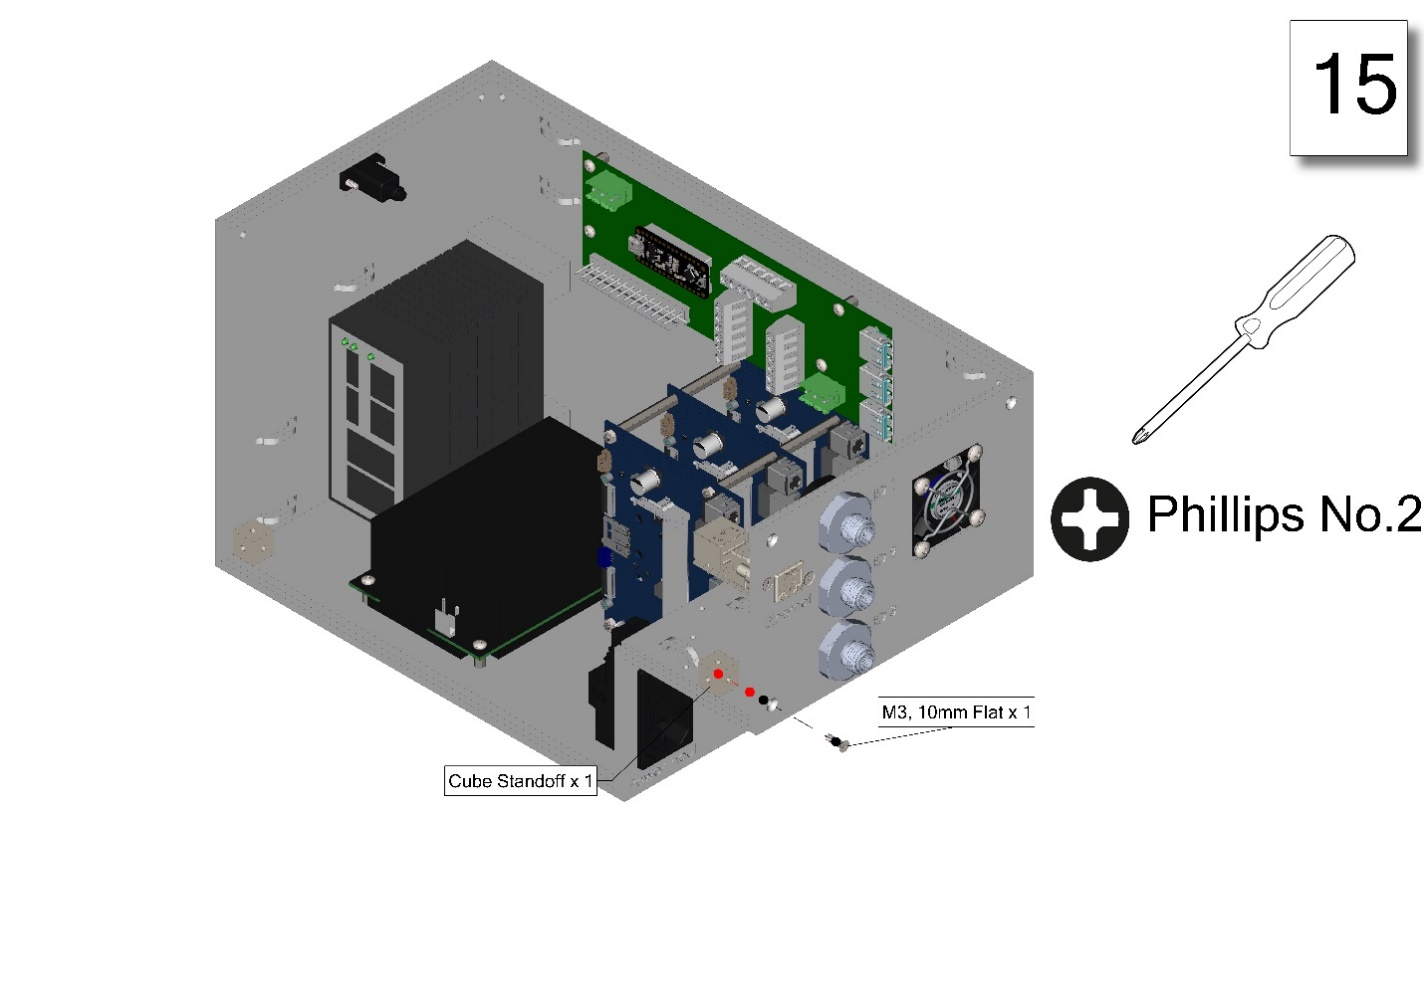 15
Phillips No.2
M3, 10mm Flat x 1
Cube Standoff x 1